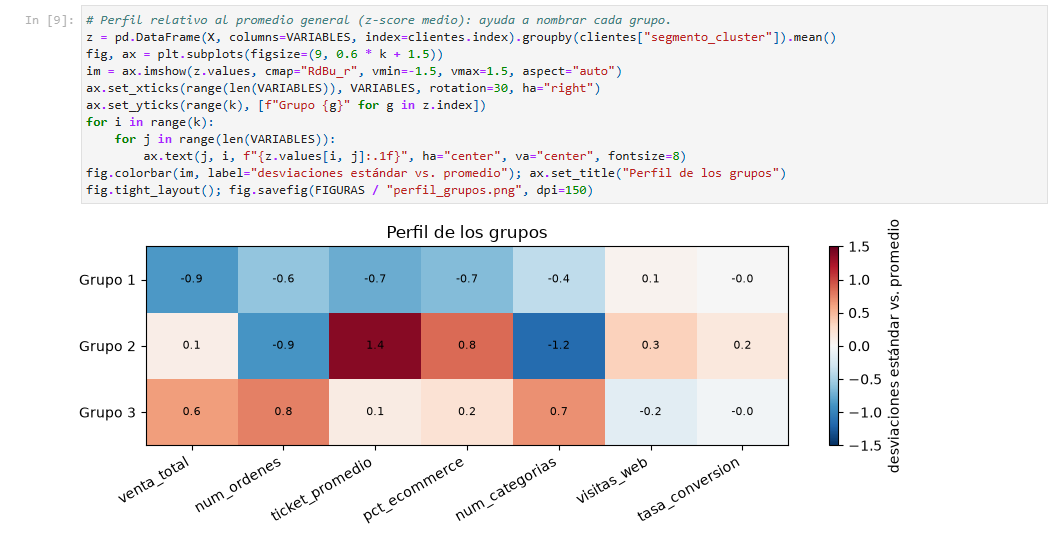 In [9]: # Perfil relativo al promedio general (z-score medio): ayuda a nombrar cada grupo.
z = pd.DataFrame(X, columns=VARIABLES, index=clientes.index).groupby(clientes["segmento_cluster"]).mean()
fig, ax = plt.subplots(figsize=(9, 0.6 * k + 1.5))
im = ax.imshow(z.values, cmap="RdBu_r", vmin=-1.5, vmax=1.5, aspect="auto")
ax.set_xticks(range(len(VARIABLES)), VARIABLES, rotation=30, ha="right")
ax.set_yticks(range(k), [f"Grupo {g}" for g in z.index])
for i in range(k):
    for j in range(len(VARIABLES)):
        ax.text(j, i, f"{z.values[i, j]:.1f}", ha="center", va="center", fontsize=8)
fig.colorbar(im, label="desviaciones estándar vs. promedio"); ax.set_title("Perfil de los grupos")
fig.tight_layout(); fig.savefig(FIGURAS / "perfil_grupos.png", dpi=150)
Perfil de los grupos
Grupo 1 -0.9 -0.6 -0.7 -0.7 -0.4 0.1 -0.0
Grupo 2 0.1 -0.9 1.4 0.8 -1.2 0.3 0.2
Grupo 3 0.6 0.8 0.1 0.2 0.7 -0.2 -0.0
venta_total
num_ordenes
ticket_promedio
pct_ecommerce
num_categorias
visitas_web
tasa_conversion
1.5
1.0
0.5
0.0
−0.5
−1.0
−1.5
desviaciones estándar vs. promedio